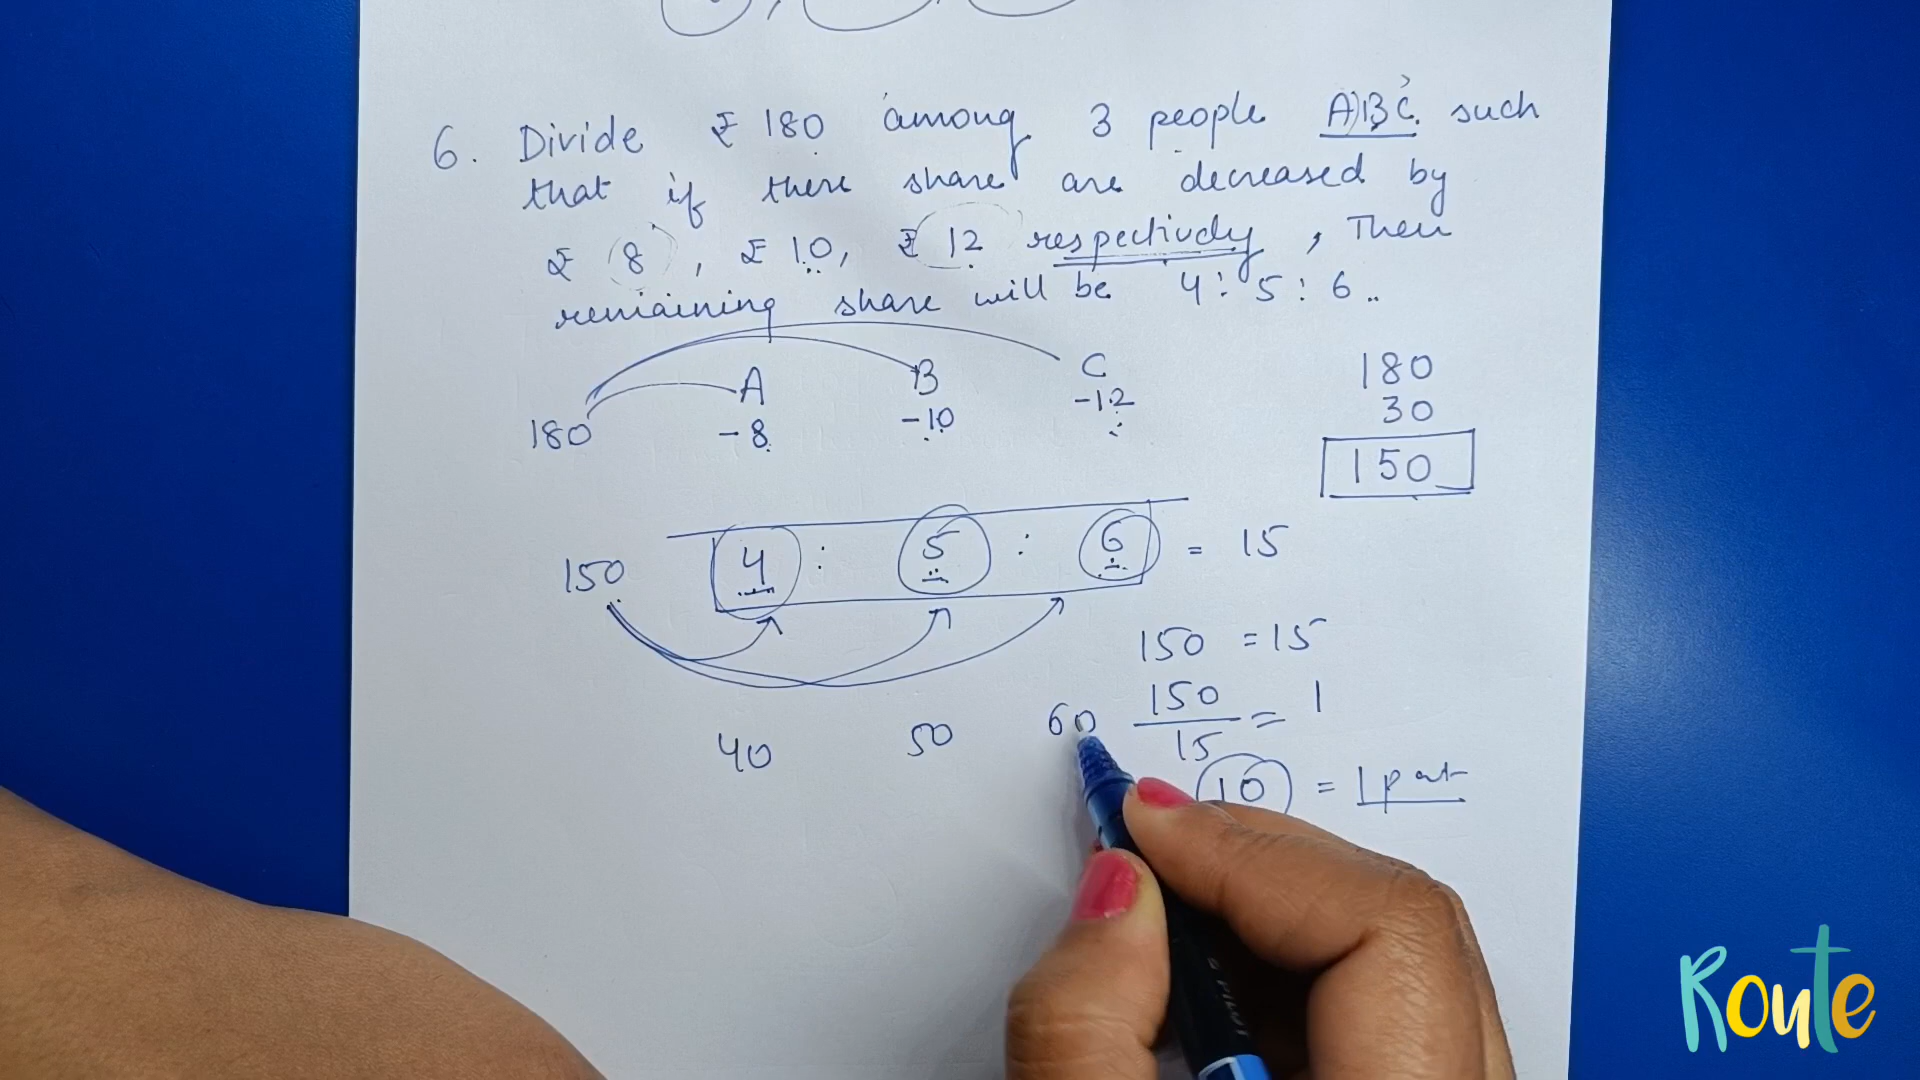 6. Divide ₹ 180 among 3 people A,B,C. such
that if there share are decreased by
₹ 8, ₹ 10, ₹ 12 respectively, Then
remaining share will be 4:5:6..
A B C
180 -8 -10 -12
180
30
150
150 4 : 5 : 6 = 15
150 = 15
150/15 = 1
40 50 60
10 = 1 part
Route